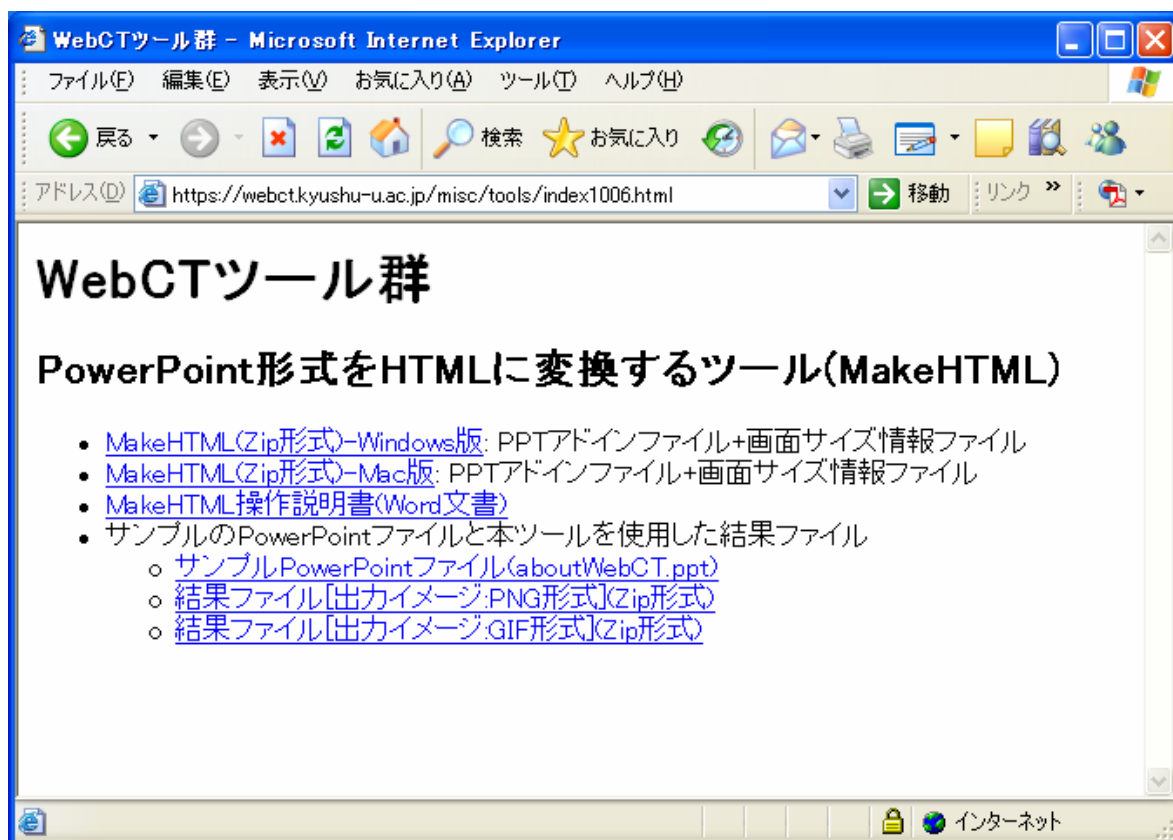 WebCTツール群 - Microsoft Internet Explorer
ファイル(F) 編集(E) 表示(V) お気に入り(A) ツール(T) ヘルプ(H)
戻る 検索 お気に入り
アドレス(D) https://webct.kyushu-u.ac.jp/misc/tools/index1006.html 移動 リンク »
WebCTツール群
PowerPoint形式をHTMLに変換するツール(MakeHTML)
MakeHTML(Zip形式)-Windows版: PPTアドインファイル+画面サイズ情報ファイル
MakeHTML(Zip形式)-Mac版: PPTアドインファイル+画面サイズ情報ファイル
MakeHTML操作説明書(Word文書)
サンプルのPowerPointファイルと本ツールを使用した結果ファイル
サンプルPowerPointファイル(aboutWebCT.ppt)
結果ファイル[出力イメージ:PNG形式](Zip形式)
結果ファイル[出力イメージ:GIF形式](Zip形式)
インターネット